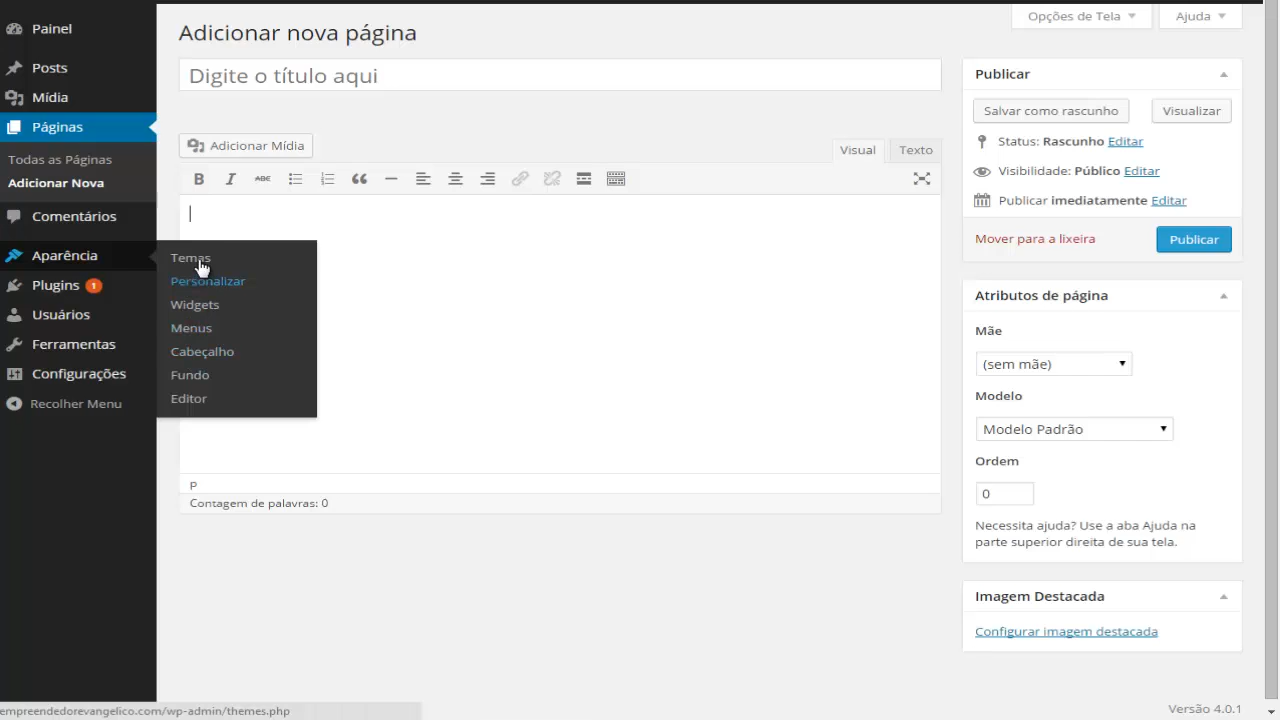 Painel
Posts
Mídia
Páginas
Todas as Páginas
Adicionar Nova
Comentários
Aparência
Plugins 1
Usuários
Ferramentas
Configurações
Recolher Menu
Temas
Personalizar
Widgets
Menus
Cabeçalho
Fundo
Editor
Opções de Tela
Ajuda
Adicionar nova página
Digite o título aqui
Adicionar Mídia
Visual
Texto
B I ABC
P
Contagem de palavras: 0
Publicar
Salvar como rascunho
Visualizar
Status: Rascunho Editar
Visibilidade: Público Editar
Publicar imediatamente Editar
Mover para a lixeira
Publicar
Atributos de página
Mãe
(sem mãe)
Modelo
Modelo Padrão
Ordem
0
Necessita ajuda? Use a aba Ajuda na
parte superior direita de sua tela.
Imagem Destacada
Configurar imagem destacada
empreendedorevangelico.com/wp-admin/themes.php
Versão 4.0.1